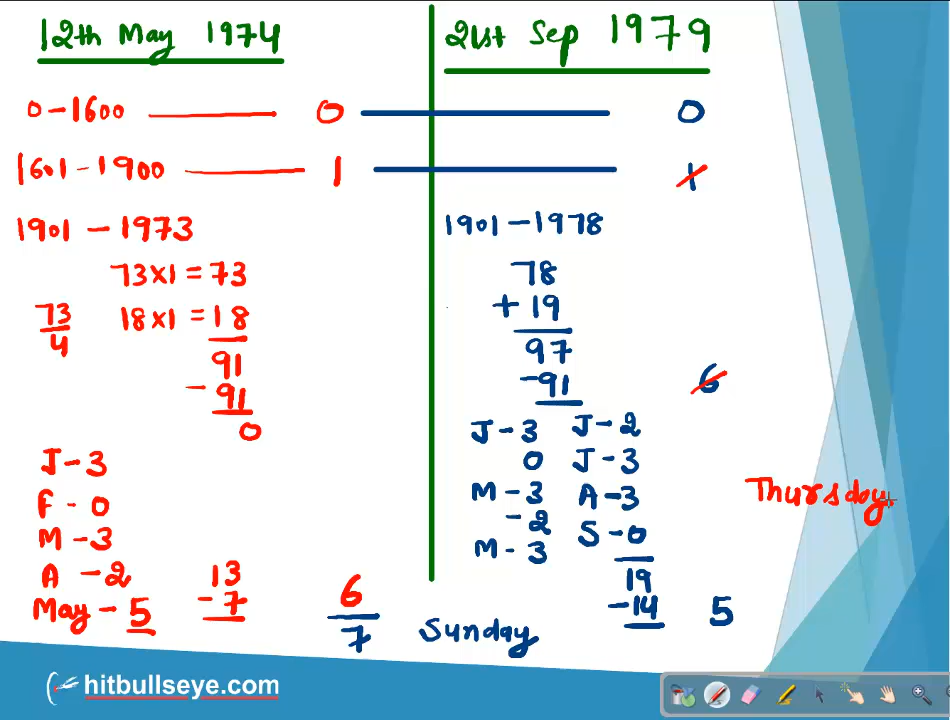 12th May 1974
0-1600 0
1601-1900 1
1901-1973
73x1=73
73/4 18x1=18
91
-91
0
J-3
F-0
M-3
A-2 13
May-5 -7 6/7 Sunday
21st Sep 1979
0
1
1901-1978
78
+19
97
-91 6
J-3 J-2
0 J-3
M-3 A-3
-2 S-0
M-3
19
-14 5
Thursday
hitbullseye.com